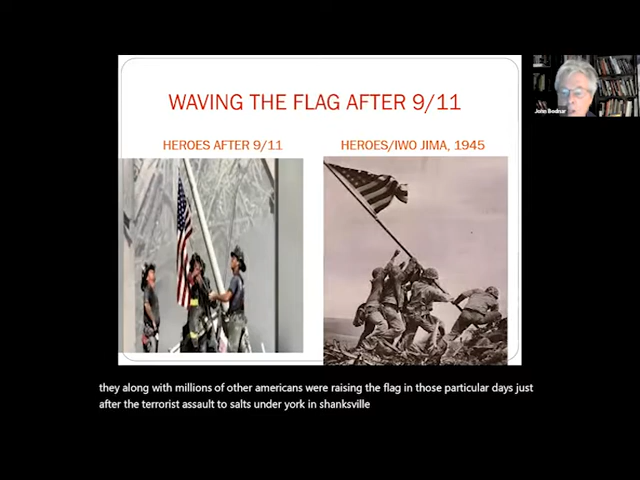 WAVING THE FLAG AFTER 9/11
HEROES AFTER 9/11
HEROES/IWO JIMA, 1945
John Bodnar
they along with millions of other americans were raising the flag in those particular days just
after the terrorist assault to salts under york in shanksville